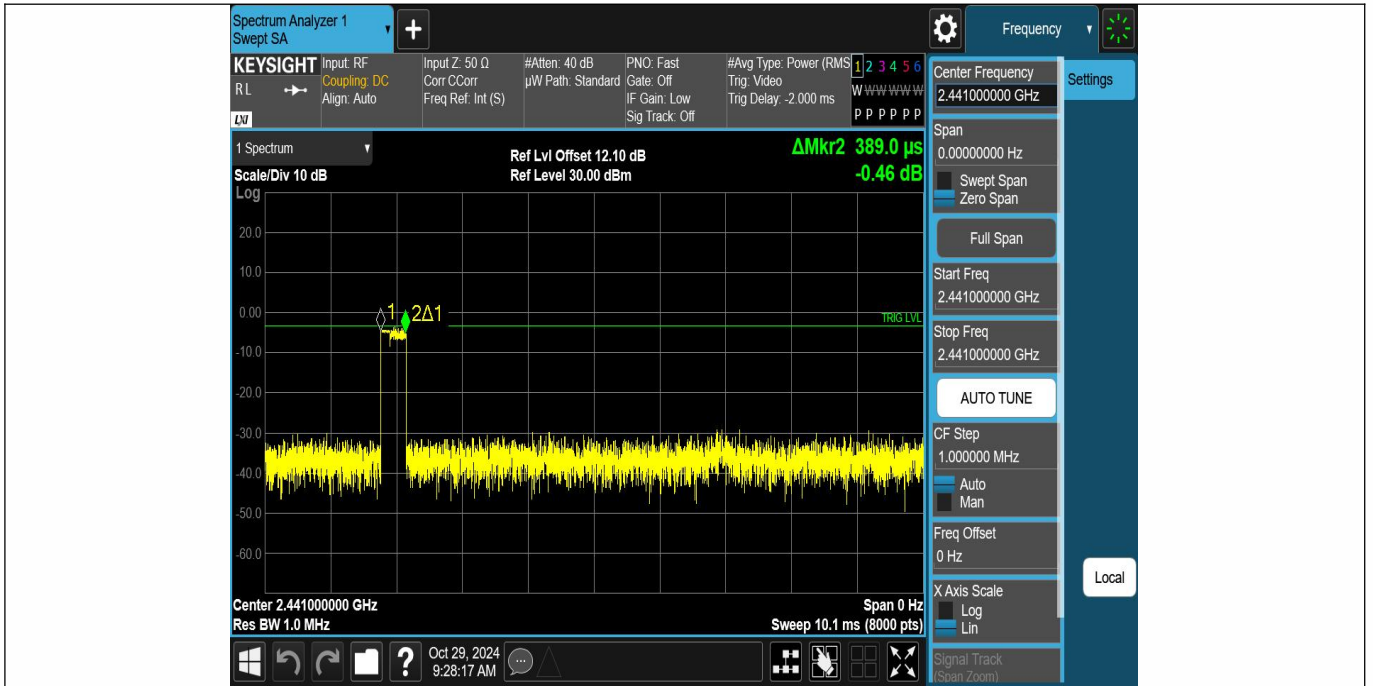 Spectrum Analyzer 1
Swept SA
+
Frequency
KEYSIGHT
RL
LXI
Input: RF
Coupling: DC
Align: Auto
Input Z: 50 Ω
Corr CCorr
Freq Ref: Int (S)
#Atten: 40 dB
µW Path: Standard
PNO: Fast
Gate: Off
IF Gain: Low
Sig Track: Off
#Avg Type: Power (RMS
Trig: Video
Trig Delay: -2.000 ms
1 2 3 4 5 6
W W W W W W
P P P P P P
1 Spectrum
Scale/Div 10 dB
Log
Ref Lvl Offset 12.10 dB
Ref Level 30.00 dBm
ΔMkr2 389.0 µs
-0.46 dB
20.0
10.0
0.00
-10.0
-20.0
-30.0
-40.0
-50.0
-60.0
1
2Δ1
TRIG LVL
Center 2.441000000 GHz
Res BW 1.0 MHz
Span 0 Hz
Sweep 10.1 ms (8000 pts)
Center Frequency
2.441000000 GHz
Settings
Span
0.00000000 Hz
Swept Span
Zero Span
Full Span
Start Freq
2.441000000 GHz
Stop Freq
2.441000000 GHz
AUTO TUNE
CF Step
1.000000 MHz
Auto
Man
Freq Offset
0 Hz
X Axis Scale
Log
Lin
Signal Track
(Span Zoom)
Local
?
Oct 29, 2024
9:28:17 AM